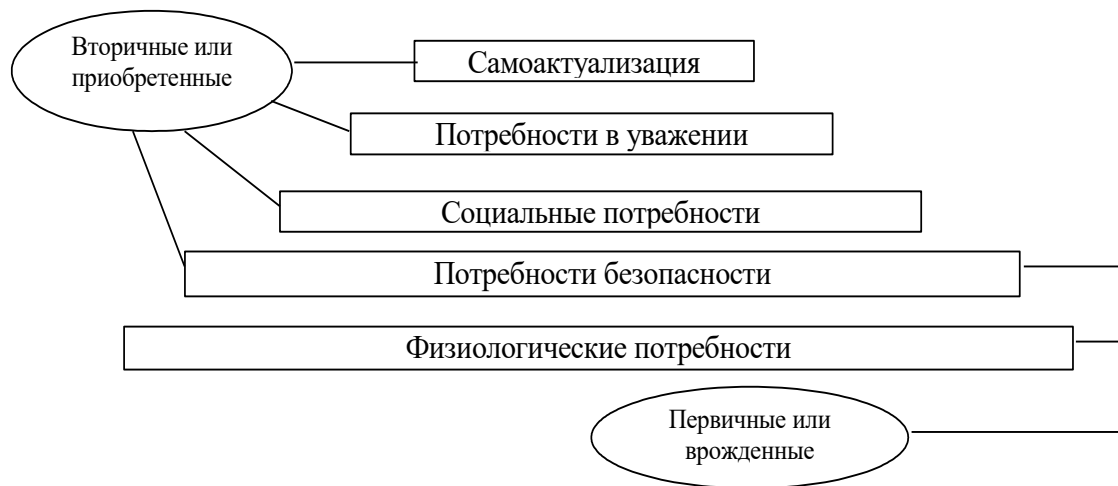 Вторичные или
приобретенные
Самоактуализация
Потребности в уважении
Социальные потребности
Потребности безопасности
Физиологические потребности
Первичные или
врожденные